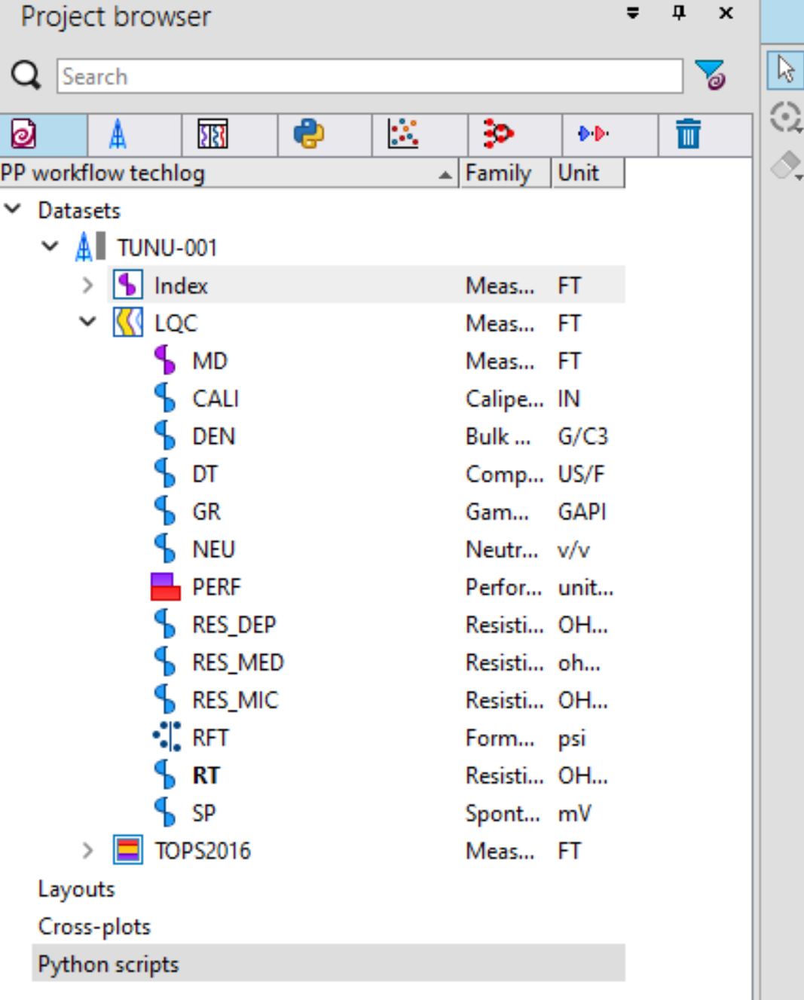 Project browser
Search
PP workflow techlog Family Unit
Datasets
TUNU-001
Index Meas... FT
LQC Meas... FT
MD Meas... FT
CALI Calipe... IN
DEN Bulk ... G/C3
DT Comp... US/F
GR Gam... GAPI
NEU Neutr... v/v
PERF Perfor... unit...
RES_DEP Resisti... OH...
RES_MED Resisti... oh...
RES_MIC Resisti... OH...
RFT Form... psi
RT Resisti... OH...
SP Spont... mV
TOPS2016 Meas... FT
Layouts
Cross-plots
Python scripts